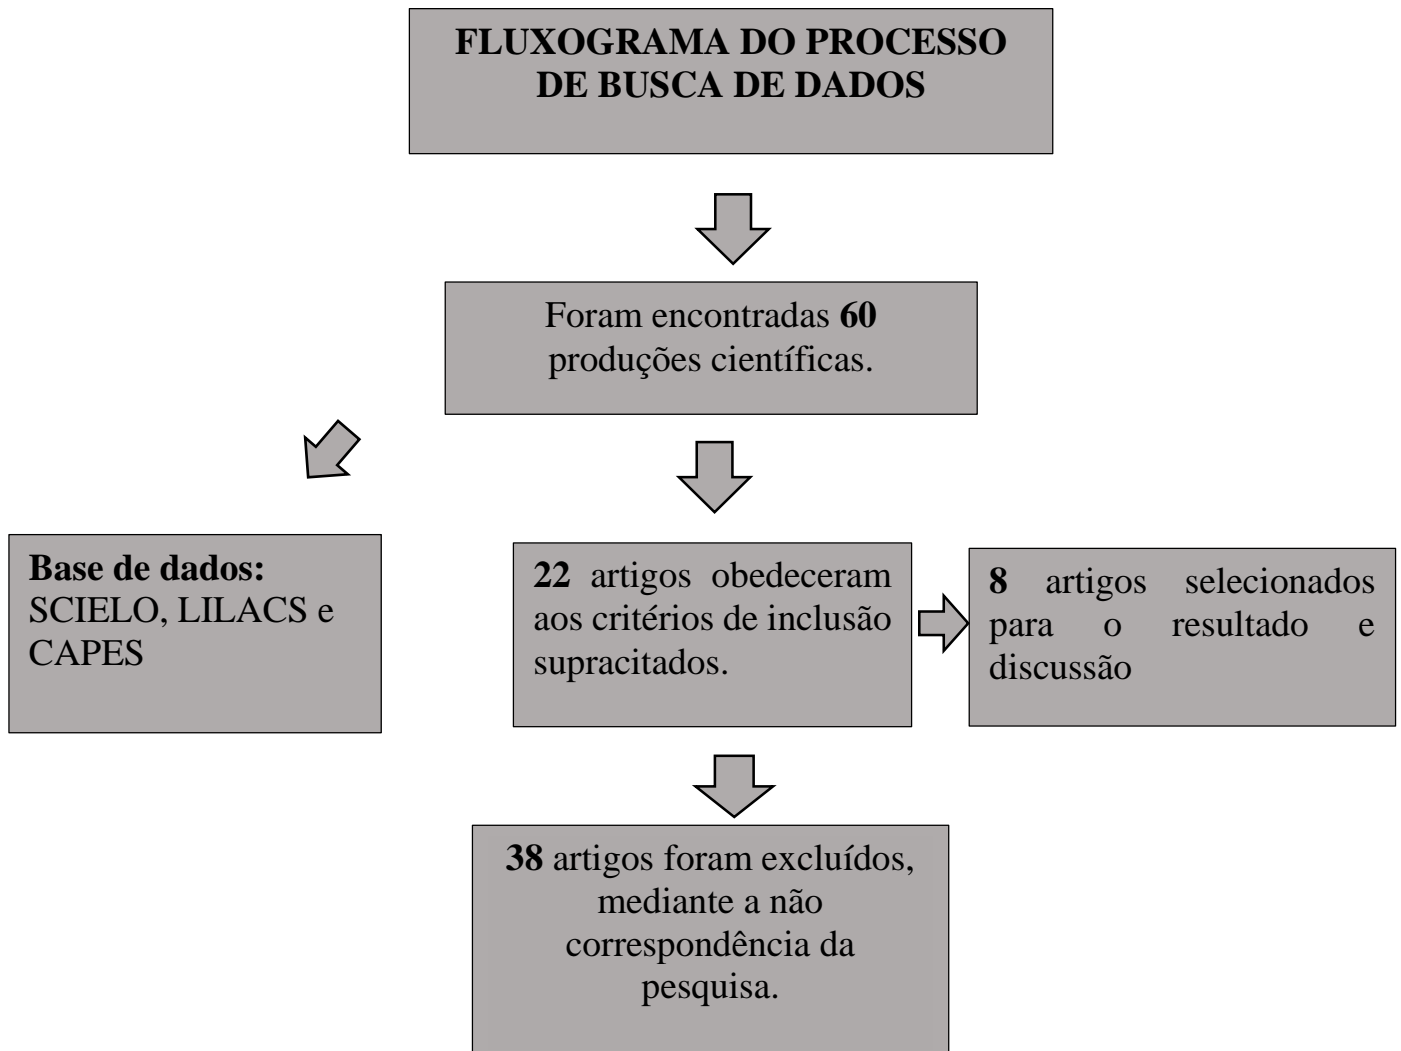 FLUXOGRAMA DO PROCESSO
DE BUSCA DE DADOS
Foram encontradas 60
produções científicas.
Base de dados:
SCIELO, LILACS e
CAPES
22 artigos obedeceram
aos critérios de inclusão
supracitados.
8 artigos selecionados
para o resultado e
discussão
38 artigos foram excluídos,
mediante a não
correspondência da
pesquisa.